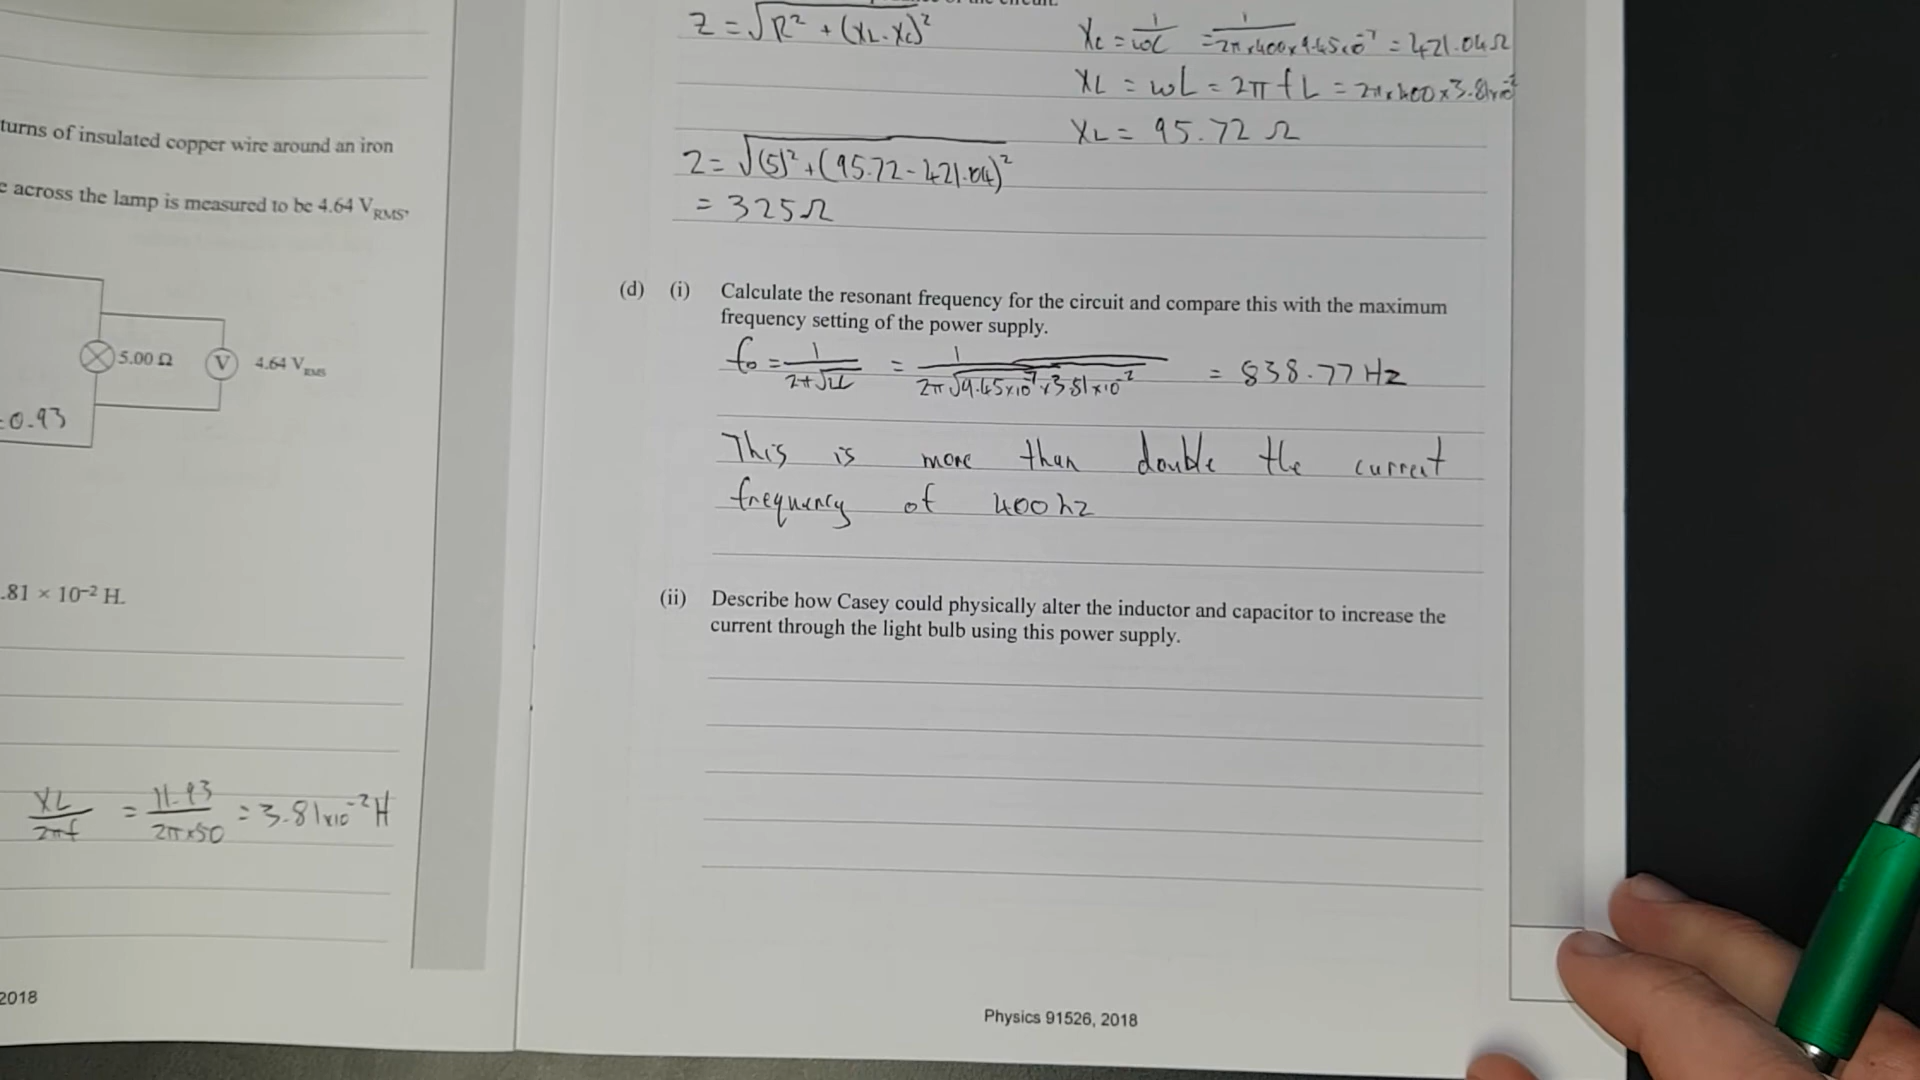 turns of insulated copper wire around an iron
across the lamp is measured to be 4.64 V_RMS,
5.00 Ω V 4.64 V_RMS
0.93
.81 × 10⁻² H.
XL/2πf = 11.93/2π×50 = 3.81×10⁻² H
2018
Z = √R² + (XL-Xc)²
Xc = 1/ωC = 1/2π×400×9.45×10⁻⁷ = 421.04Ω
XL = ωL = 2πfL = 2π×400×3.81×10⁻²
XL = 95.72 Ω
Z = √(5)² + (95.72-421.04)²
= 325Ω
(d) (i) Calculate the resonant frequency for the circuit and compare this with the maximum
frequency setting of the power supply.
f₀ = 1/2π√LC = 1/2π√9.45×10⁻⁷×3.81×10⁻² = 838.77 Hz
This is more than double the current
frequency of 400hz
(ii) Describe how Casey could physically alter the inductor and capacitor to increase the
current through the light bulb using this power supply.
Physics 91526, 2018